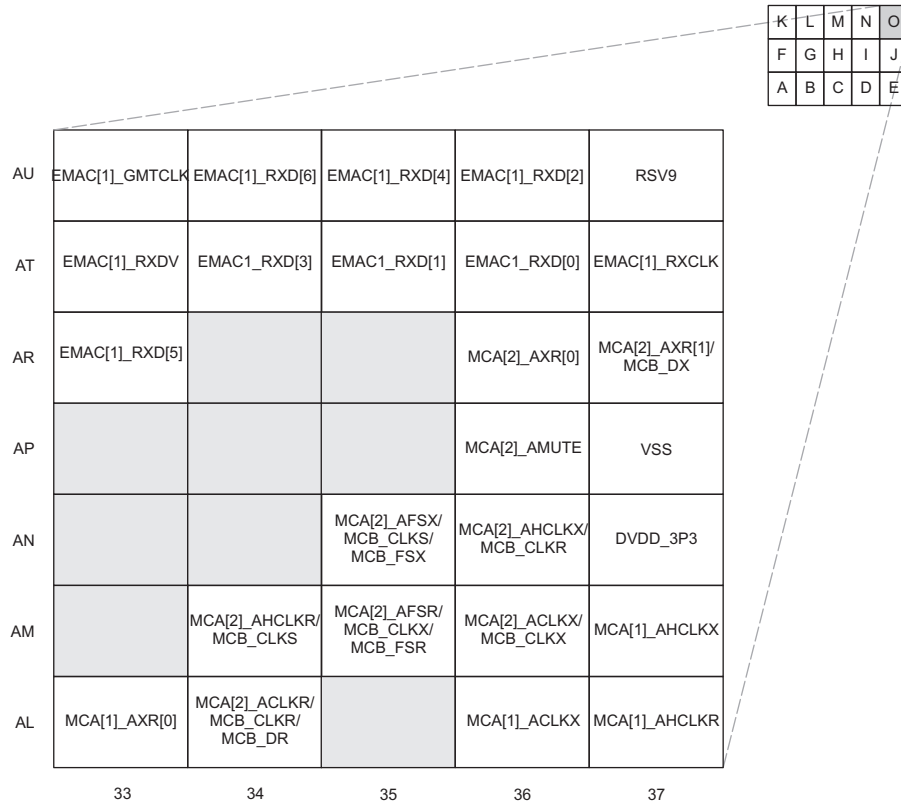 K L M N O
F G H I J
A B C D E
AU EMAC[1]_GMTCLK EMAC[1]_RXD[6] EMAC[1]_RXD[4] EMAC[1]_RXD[2] RSV9
AT EMAC[1]_RXDV EMAC1_RXD[3] EMAC1_RXD[1] EMAC1_RXD[0] EMAC[1]_RXCLK
AR EMAC[1]_RXD[5] MCA[2]_AXR[0] MCA[2]_AXR[1]/
MCB_DX
AP MCA[2]_AMUTE VSS
AN MCA[2]_AFSX/
MCB_CLKS/
MCB_FSX
MCA[2]_AHCLKX/
MCB_CLKR
DVDD_3P3
AM MCA[2]_AHCLKR/
MCB_CLKS
MCA[2]_AFSR/
MCB_CLKX/
MCB_FSR
MCA[2]_ACLKX/
MCB_CLKX
MCA[1]_AHCLKX
AL MCA[1]_AXR[0] MCA[2]_ACLKR/
MCB_CLKR/
MCB_DR
MCA[1]_ACLKX MCA[1]_AHCLKR
33 34 35 36 37